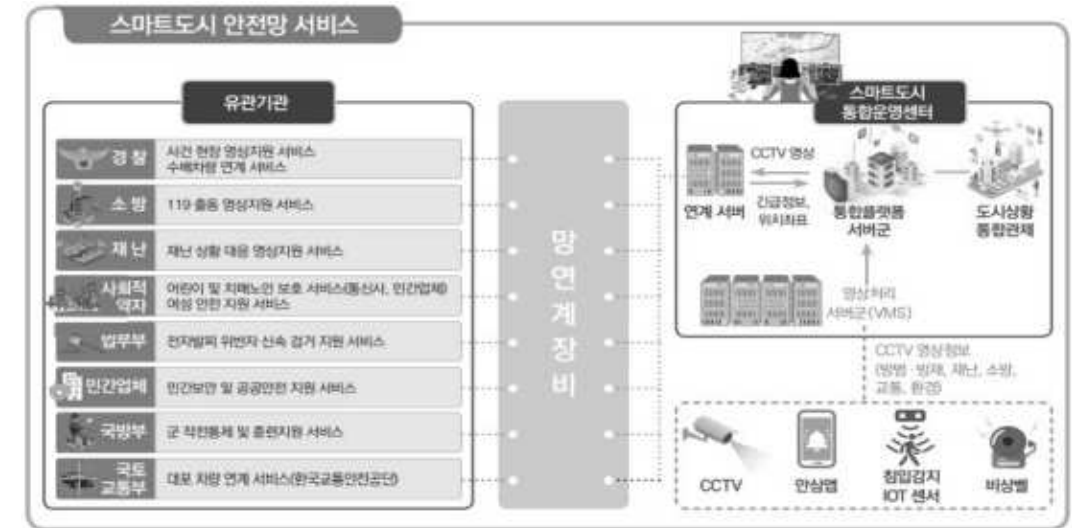 스마트도시 안전망 서비스
유관기관
경찰
사건 현장 영상지원 서비스
수배차량 연계 서비스
소방
119 출동 영상지원 서비스
재난
재난 상황 대응 영상지원 서비스
사회적
약자
어린이 및 치매노인 보호 서비스(통신사, 민간업체)
여성 안전 지원 서비스
법무부
전자발찌 위반자 신속 검거 지원 서비스
민간업체
민간보안 및 공공안전 지원 서비스
국방부
군 작전통제 및 훈련지원 서비스
국토
교통부
대포 차량 연계 서비스(한국교통안전공단)
망연계장비
스마트도시
통합운영센터
CCTV 영상
긴급정보,
위치좌표
연계 서버
통합플랫폼
서버군
도시상황
통합관제
영상처리
서버군(VMS)
CCTV 영상정보
(방범·방재, 재난, 소방,
교통, 환경)
CCTV
안심앱
침입감지
IOT 센서
비상벨